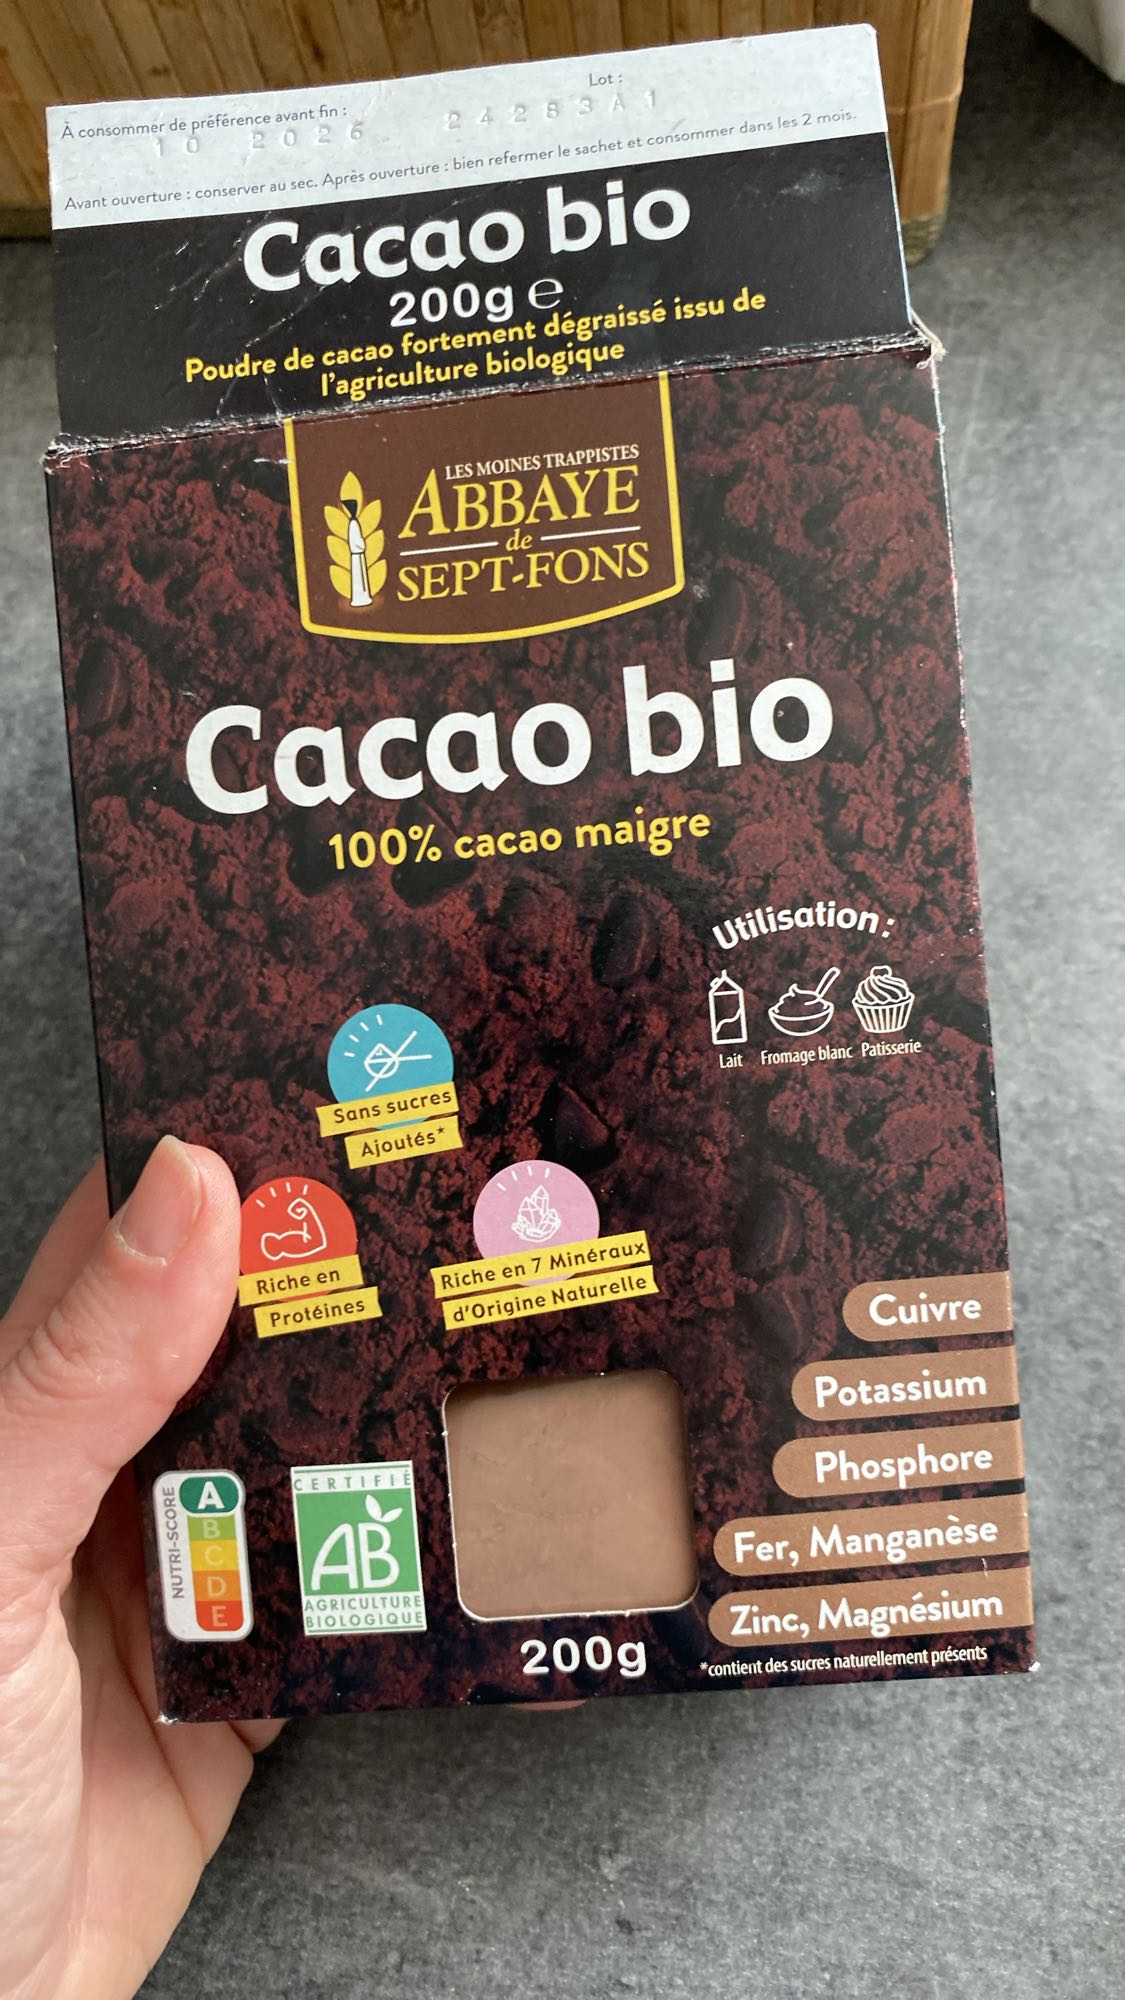 Lot :
À consommer de préférence avant fin :
10 2026 24283A1
Avant ouverture : conserver au sec. Après ouverture : bien refermer le sachet et consommer dans les 2 mois.
Cacao bio
200g e
Poudre de cacao fortement dégraissé issu de
l'agriculture biologique
LES MOINES TRAPPISTES
ABBAYE
de
SEPT-FONS
Cacao bio
100% cacao maigre
Utilisation :
Lait Fromage blanc Patisserie
Sans sucres
Ajoutés*
Riche en
Protéines
Riche en 7 Minéraux
d'Origine Naturelle
Cuivre
Potassium
Phosphore
Fer, Manganèse
Zinc, Magnésium
*contient des sucres naturellement présents
NUTRI-SCORE
A
B
C
D
E
CERTIFIÉ
AB
AGRICULTURE
BIOLOGIQUE
200g